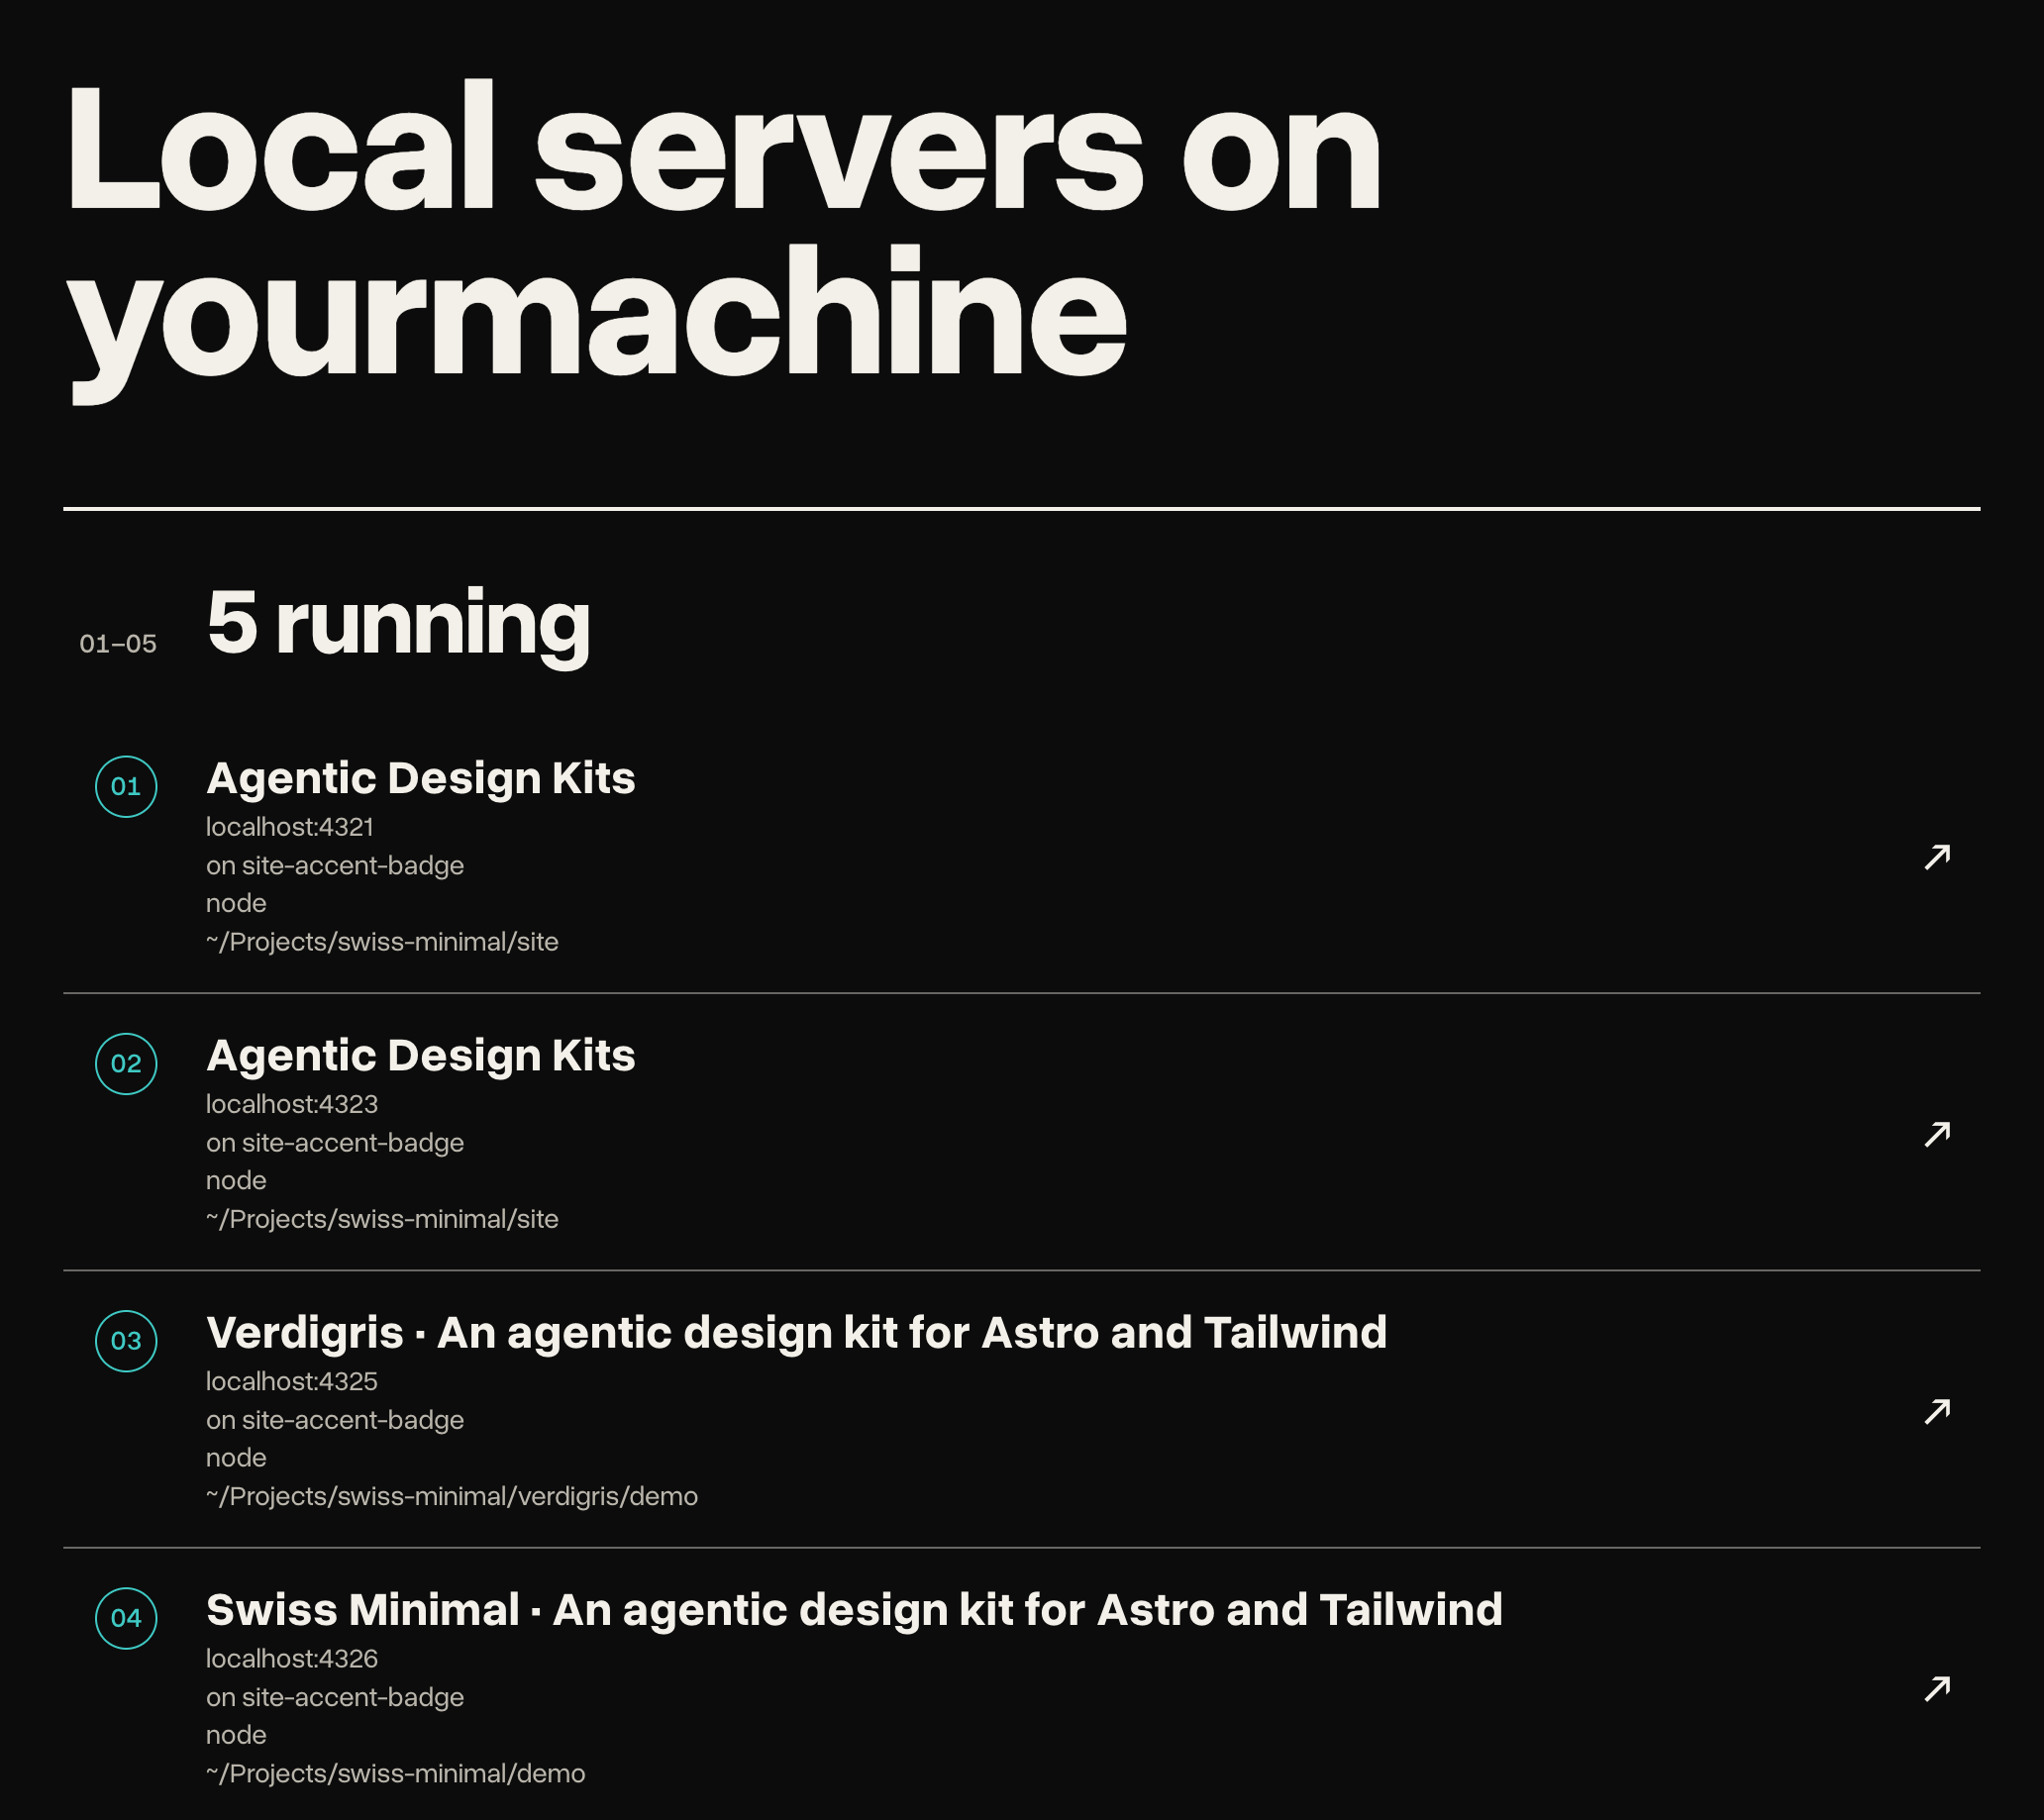 Local servers on
yourmachine
01–05
5 running
01
Agentic Design Kits
localhost:4321
on site-accent-badge
node
~/Projects/swiss-minimal/site
↗
02
Agentic Design Kits
localhost:4323
on site-accent-badge
node
~/Projects/swiss-minimal/site
↗
03
Verdigris · An agentic design kit for Astro and Tailwind
localhost:4325
on site-accent-badge
node
~/Projects/swiss-minimal/verdigris/demo
↗
04
Swiss Minimal · An agentic design kit for Astro and Tailwind
localhost:4326
on site-accent-badge
node
~/Projects/swiss-minimal/demo
↗